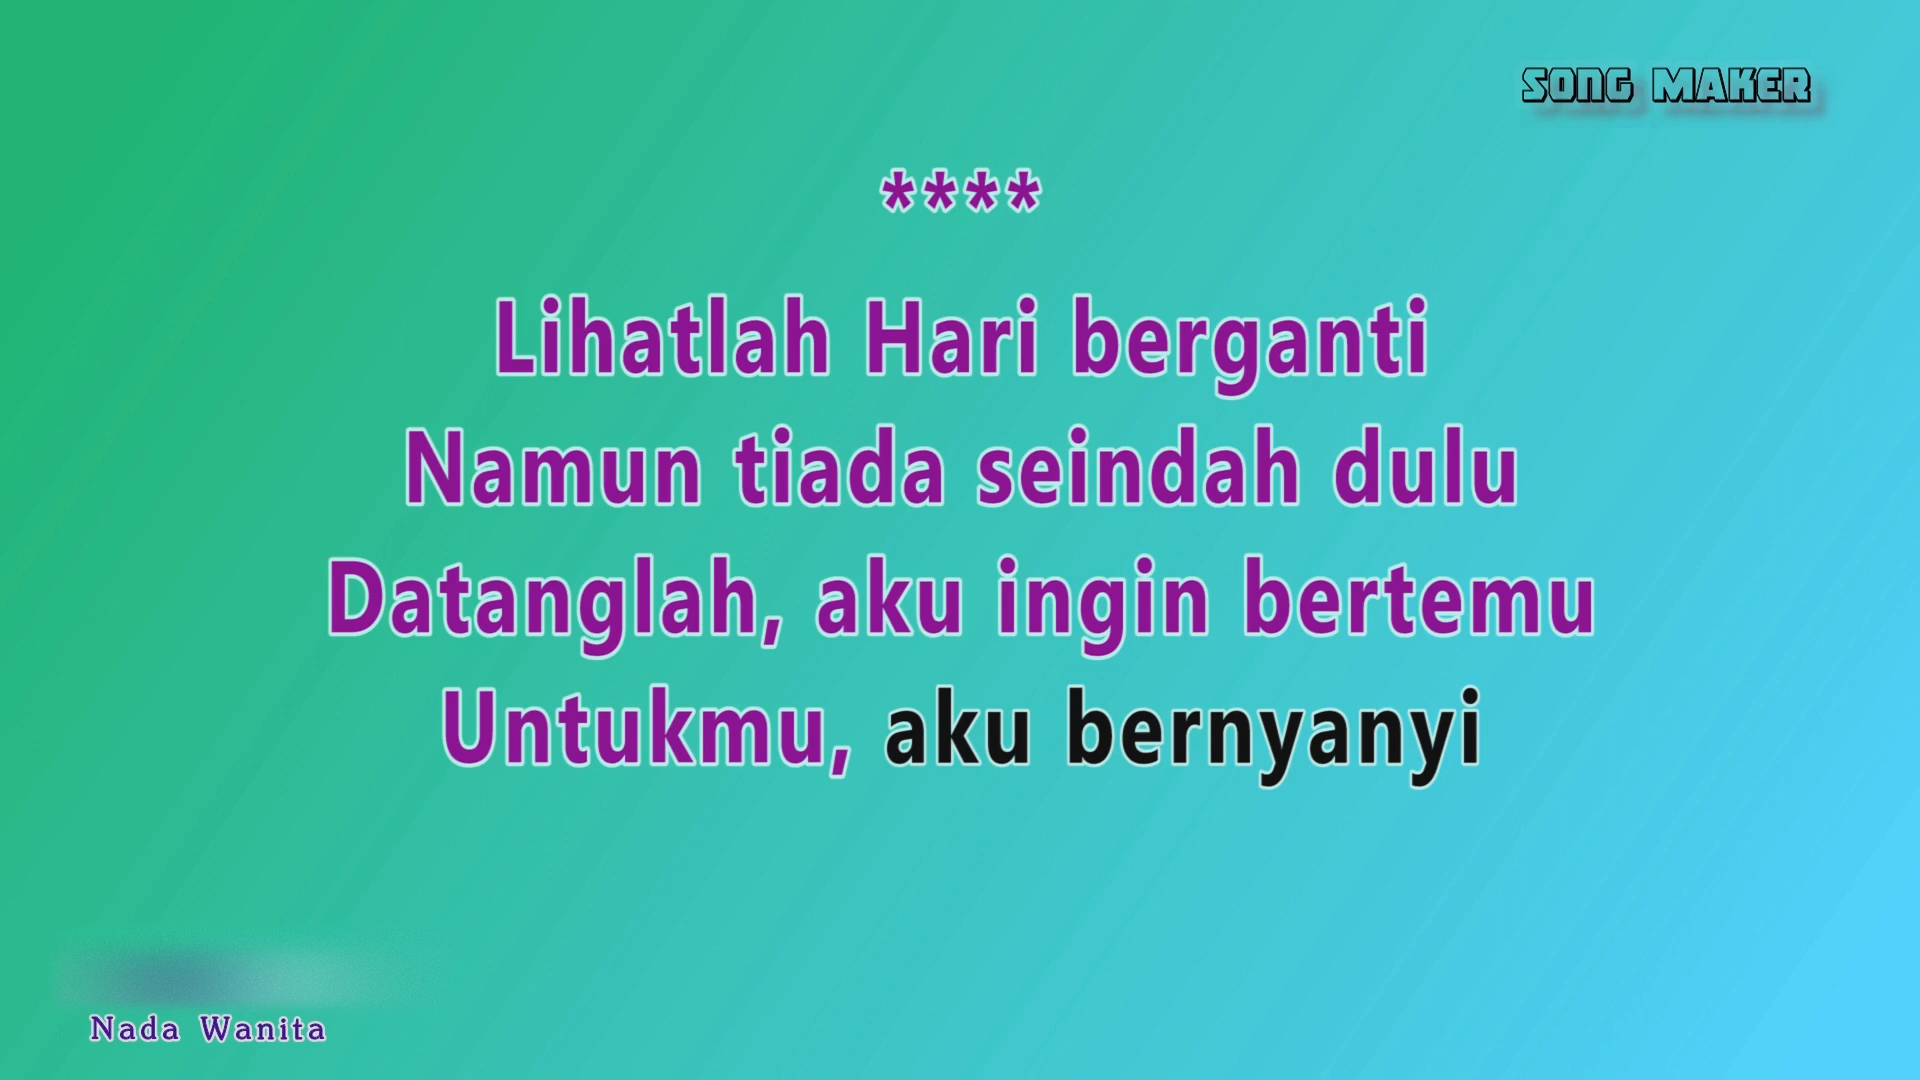 SONG MAKER
****
Lihatlah Hari berganti
Namun tiada seindah dulu
Datanglah, aku ingin bertemu
Untukmu, aku bernyanyi
Nada Wanita